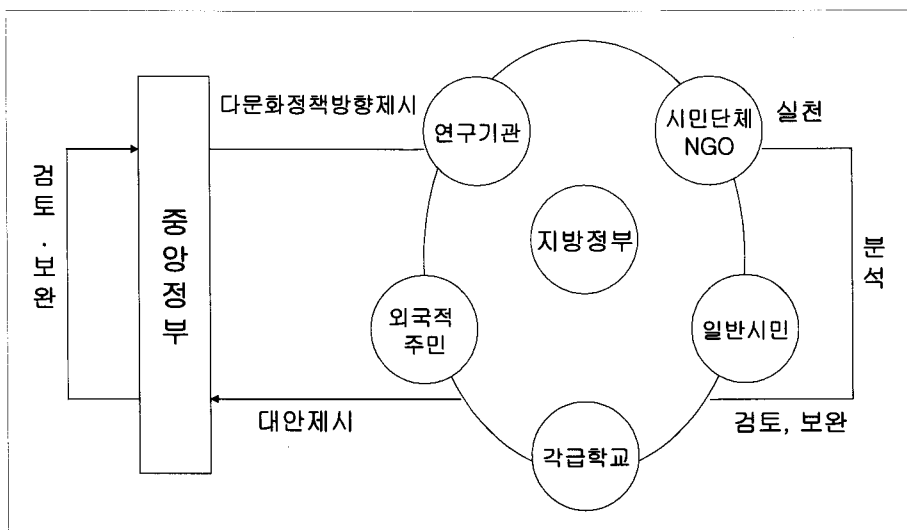 다문화정책방향제시
연구기관
시민단체
NGO
실천
검토·보완
중앙정부
지방정부
분석
외국적
주민
일반시민
대안제시
검토, 보완
각급학교